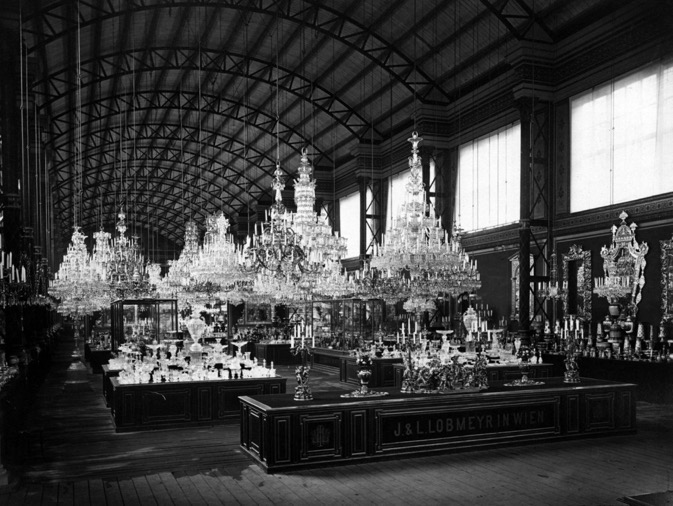 J. & L. LOBMEYR. IN WIEN